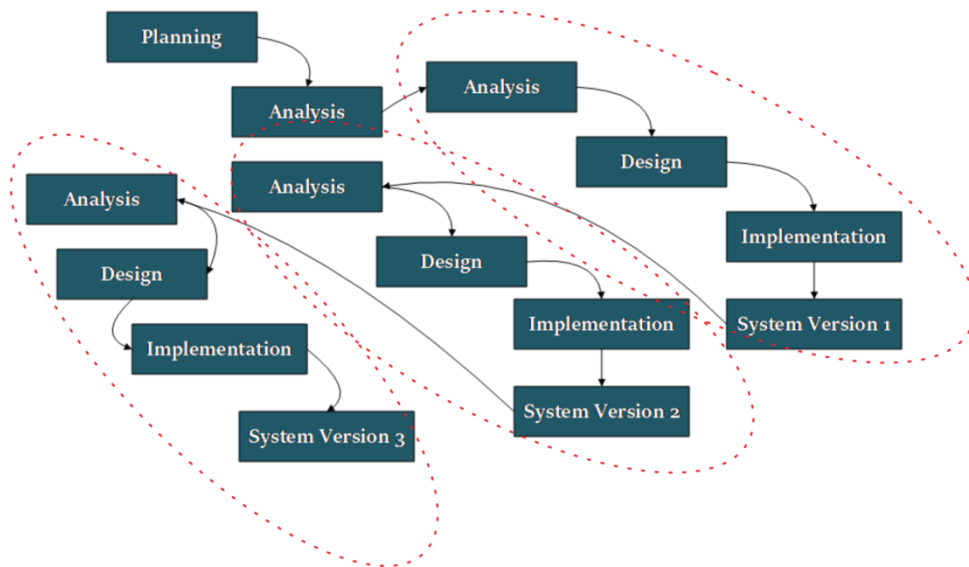 Planning
Analysis
Analysis
Design
Implementation
System Version 1
Analysis
Design
Implementation
System Version 2
Analysis
Design
Implementation
System Version 3